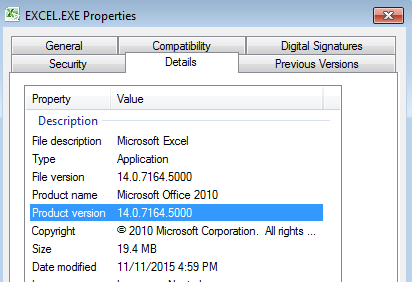 EXCEL.EXE Properties
General Compatibility Digital Signatures
Security Details Previous Versions
Property Value
Description
File description Microsoft Excel
Type Application
File version 14.0.7164.5000
Product name Microsoft Office 2010
Product version 14.0.7164.5000
Copyright © 2010 Microsoft Corporation. All rights ...
Size 19.4 MB
Date modified 11/11/2015 4:59 PM